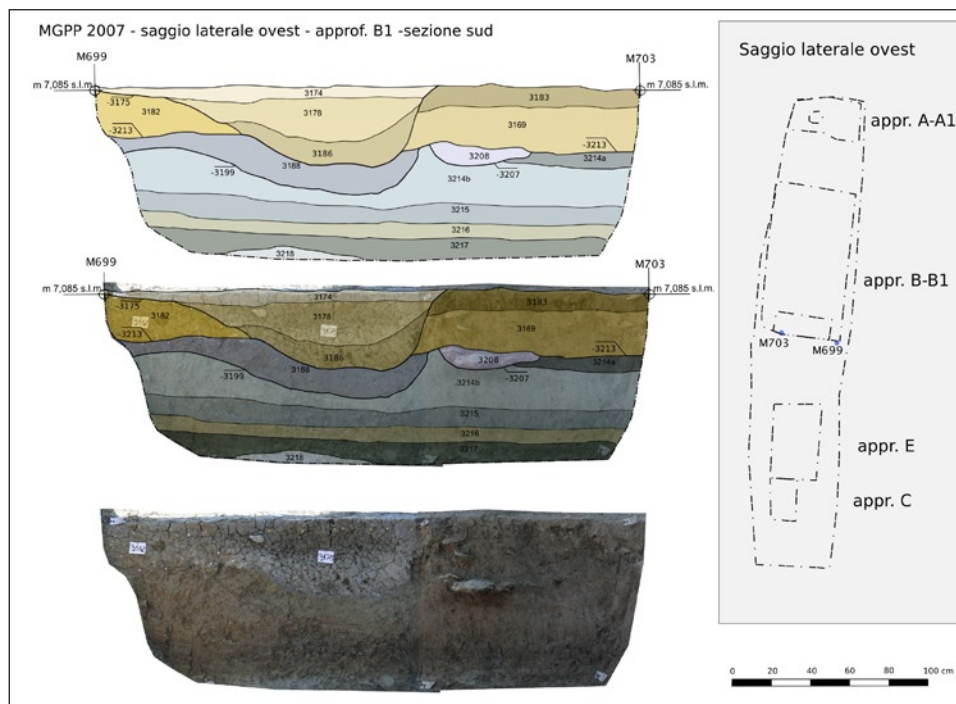 MGPP 2007 - saggio laterale ovest - approf. B1 -sezione sud
M699
M703
m 7,085 s.l.m.
m 7,085 s.l.m.
3174
-3175
3182
3178
3183
-3213
3169
3186
-3213
3188
3208
3214a
-3199
3214b
-3207
3215
3216
3217
3218
M699
M703
m 7,085 s.l.m.
m 7,085 s.l.m.
3174
-3175
3182
3178
3183
-3213
3169
3186
-3213
3188
3208
3214a
-3199
3214b
-3207
3215
3216
3217
3218
Saggio laterale ovest
appr. A-A1
appr. B-B1
M703
M699
appr. E
appr. C
0 20 40 60 80 100 cm